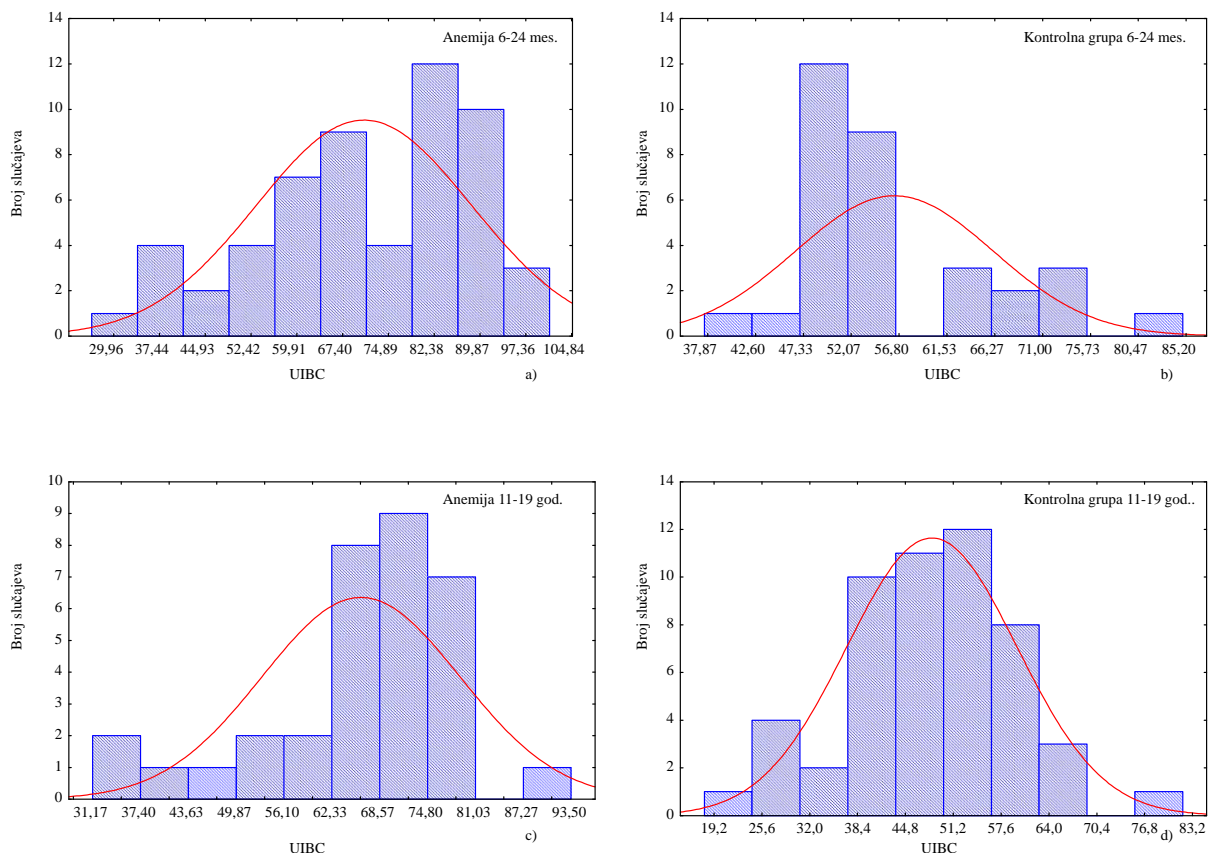 Anemija 6-24 mes.
Broj slučajeva
14
12
10
8
6
4
2
0
29,96 37,44 44,93 52,42 59,91 67,40 74,89 82,38 89,87 97,36 104,84
UIBC
a)
Kontrolna grupa 6-24 mes.
Broj slučajeva
14
12
10
8
6
4
2
0
37,87 42,60 47,33 52,07 56,80 61,53 66,27 71,00 75,73 80,47 85,20
UIBC
b)
Anemija 11-19 god.
Broj slučajeva
10
9
8
7
6
5
4
3
2
1
0
31,17 37,40 43,63 49,87 56,10 62,33 68,57 74,80 81,03 87,27 93,50
UIBC
c)
Kontrolna grupa 11-19 god..
Broj slučajeva
14
12
10
8
6
4
2
0
19,2 25,6 32,0 38,4 44,8 51,2 57,6 64,0 70,4 76,8 83,2
UIBC
d)